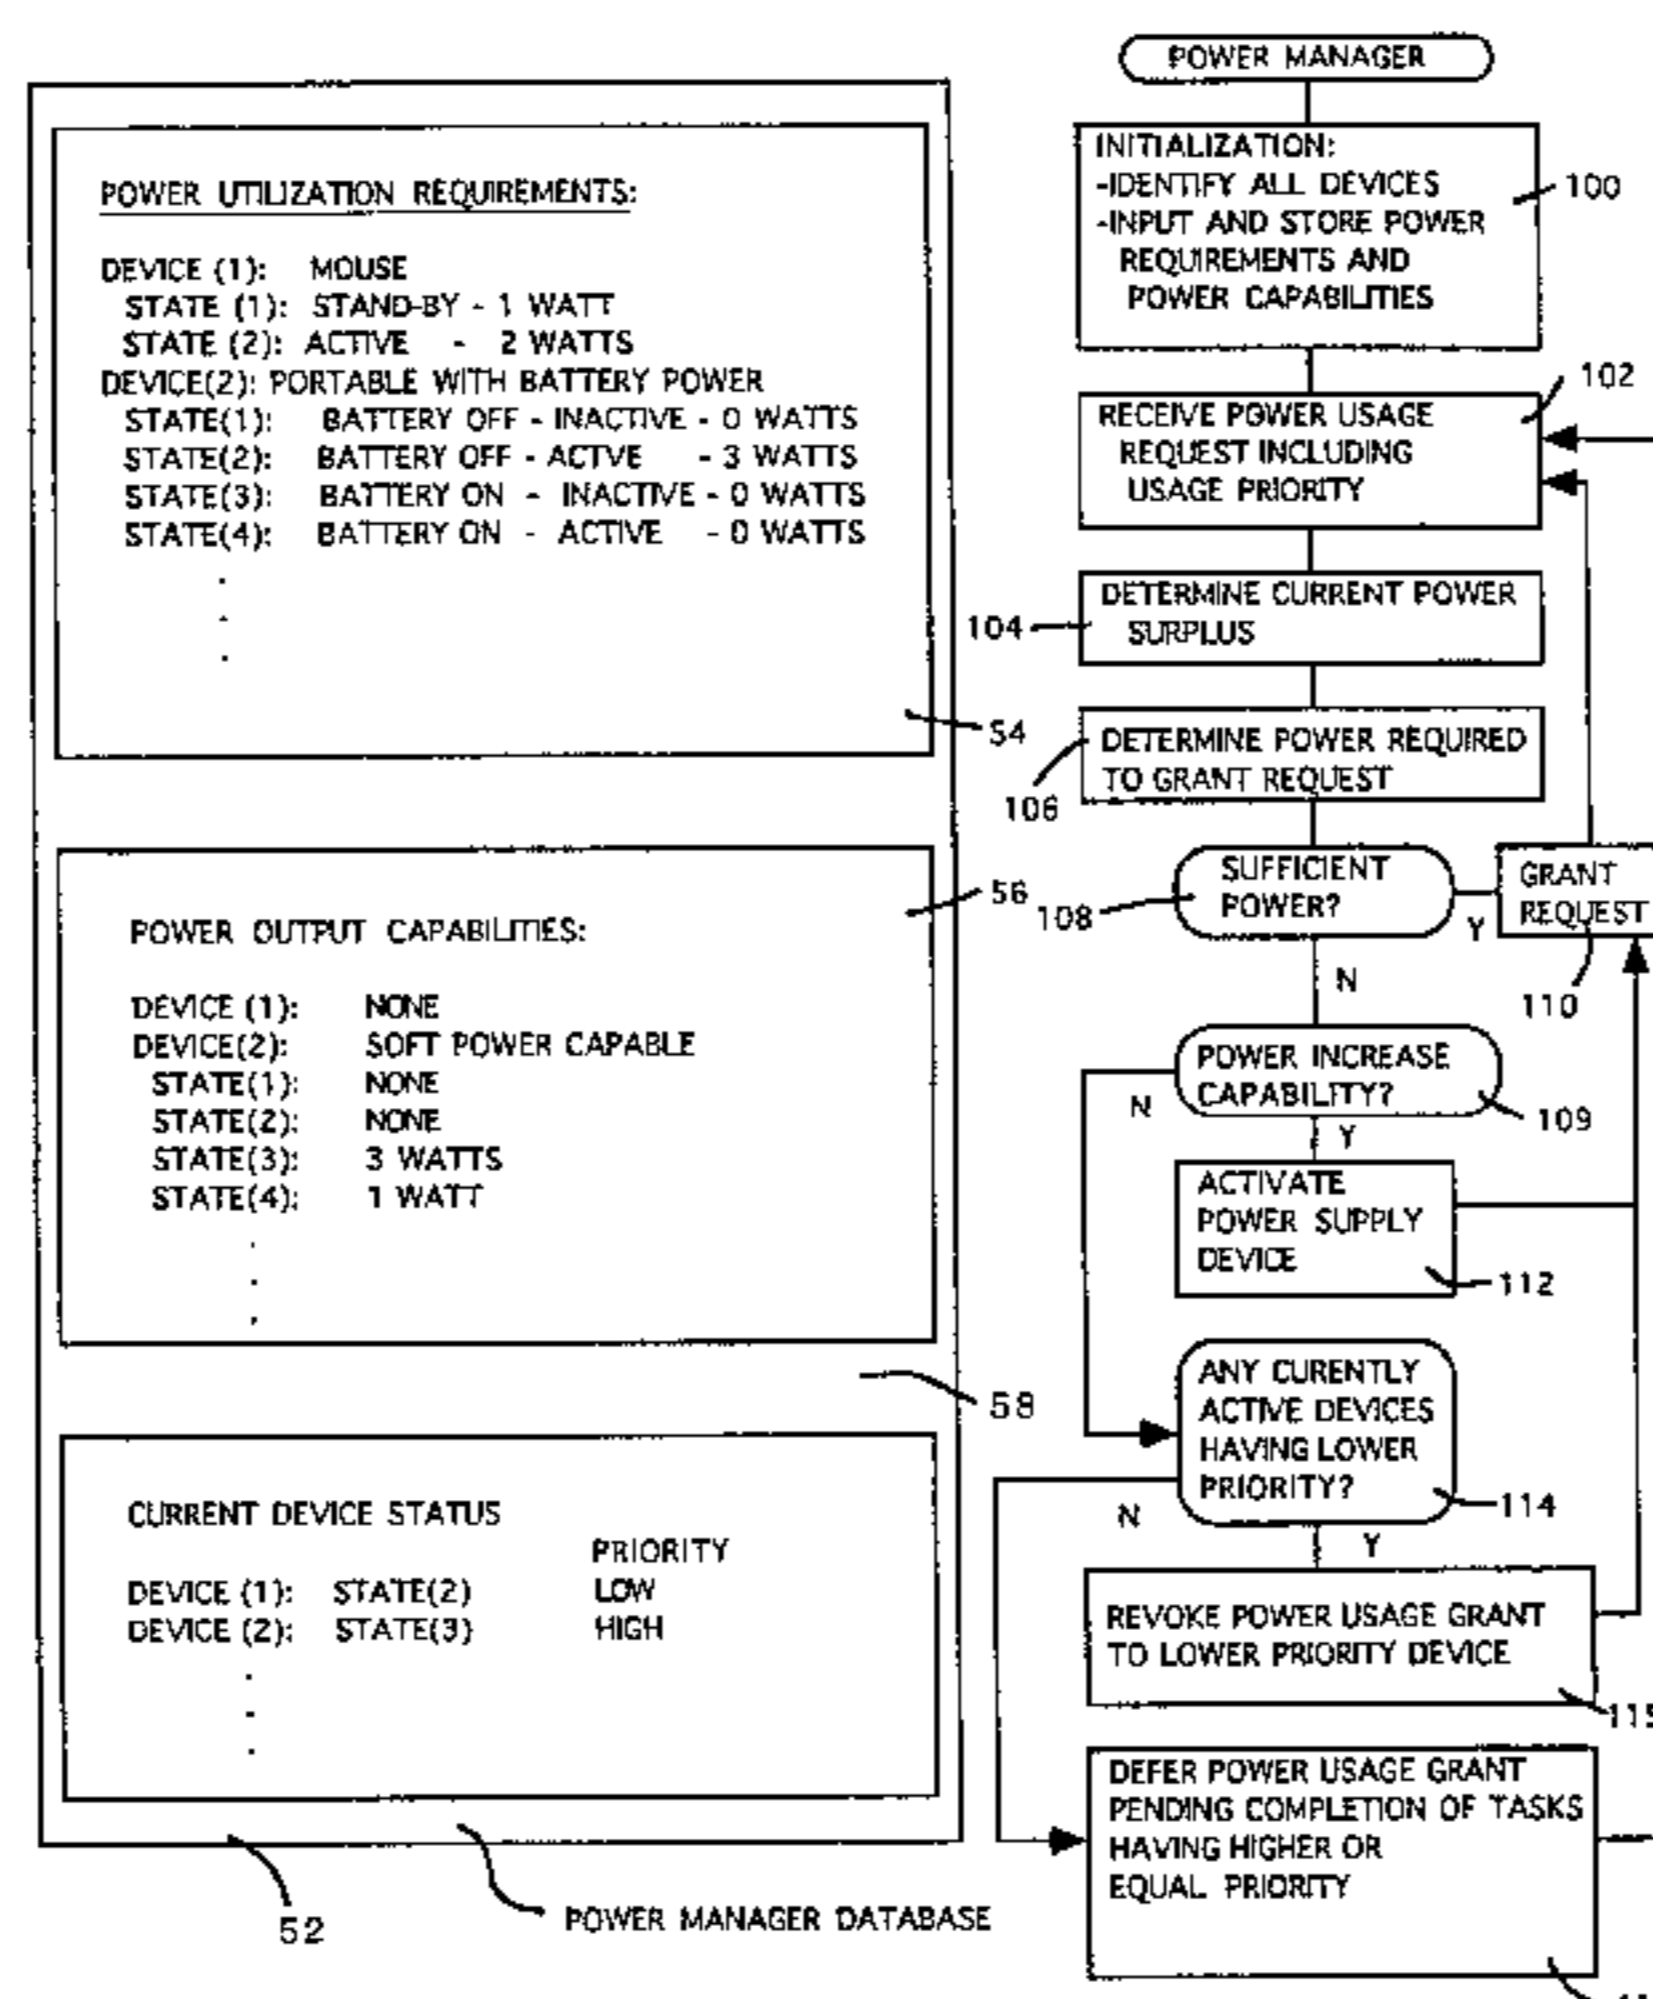 POWER UTILIZATION REQUIREMENTS:
DEVICE (1): MOUSE
STATE (1): STAND-BY - 1 WATT
STATE (2): ACTIVE - 2 WATTS
DEVICE(2): PORTABLE WITH BATTERY POWER
STATE(1): BATTERY OFF - INACTIVE - 0 WATTS
STATE(2): BATTERY OFF - ACTVE - 3 WATTS
STATE(3): BATTERY ON - INACTIVE - 0 WATTS
STATE(4): BATTERY ON - ACTIVE - 0 WATTS
.
.
.
54
56
POWER OUTPUT CAPABILITIES:
DEVICE (1): NONE
DEVICE(2): SOFT POWER CAPABLE
STATE(1): NONE
STATE(2): NONE
STATE(3): 3 WATTS
STATE(4): 1 WATT
.
.
.
58
CURRENT DEVICE STATUS
PRIORITY
DEVICE (1): STATE(2) LOW
DEVICE (2): STATE(3) HIGH
.
.
.
52
POWER MANAGER DATABASE
POWER MANAGER
INITIALIZATION:
-IDENTIFY ALL DEVICES
-INPUT AND STORE POWER
REQUIREMENTS AND
POWER CAPABILITIES
100
102
RECEIVE POWER USAGE
REQUEST INCLUDING
USAGE PRIORITY
DETERMINE CURRENT POWER
SURPLUS
104
DETERMINE POWER REQUIRED
TO GRANT REQUEST
106
SUFFICIENT
POWER?
108
Y
GRANT
REQUEST
110
N
POWER INCREASE
CAPABILITY?
109
N
Y
ACTIVATE
POWER SUPPLY
DEVICE
112
ANY CURENTLY
ACTIVE DEVICES
HAVING LOWER
PRIORITY?
114
N
Y
REVOKE POWER USAGE GRANT
TO LOWER PRIORITY DEVICE
DEFER POWER USAGE GRANT
PENDING COMPLETION OF TASKS
HAVING HIGHER OR
EQUAL PRIORITY